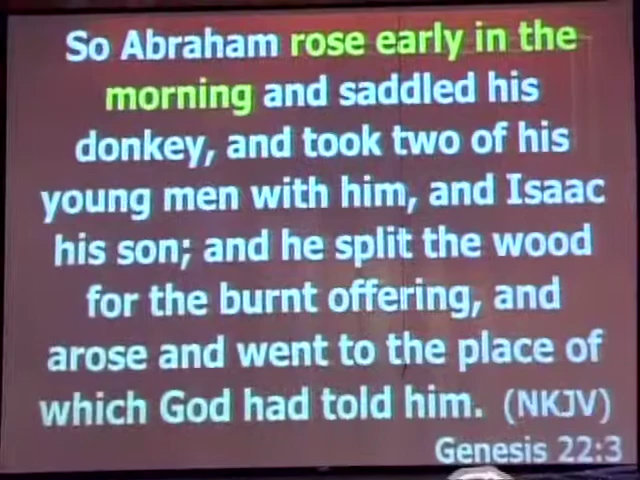 So Abraham rose early in the
morning and saddled his
donkey, and took two of his
young men with him, and Isaac
his son; and he split the wood
for the burnt offering, and
arose and went to the place of
which God had told him. (NKJV)
Genesis 22:3